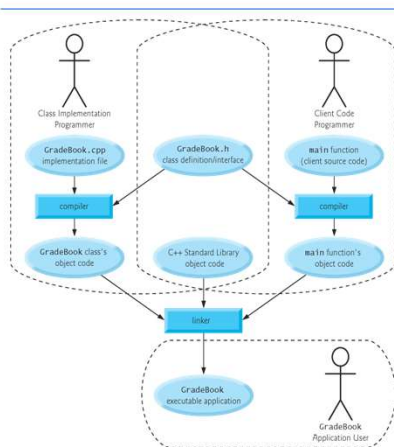 Class Implementation
Programmer
Client Code
Programmer
GradeBook.cpp
implementation file
GradeBook.h
class definition/interface
main function
(client source code)
compiler
compiler
GradeBook class's
object code
C++ Standard Library
object code
main function's
object code
linker
GradeBook
executable application
GradeBook
Application User